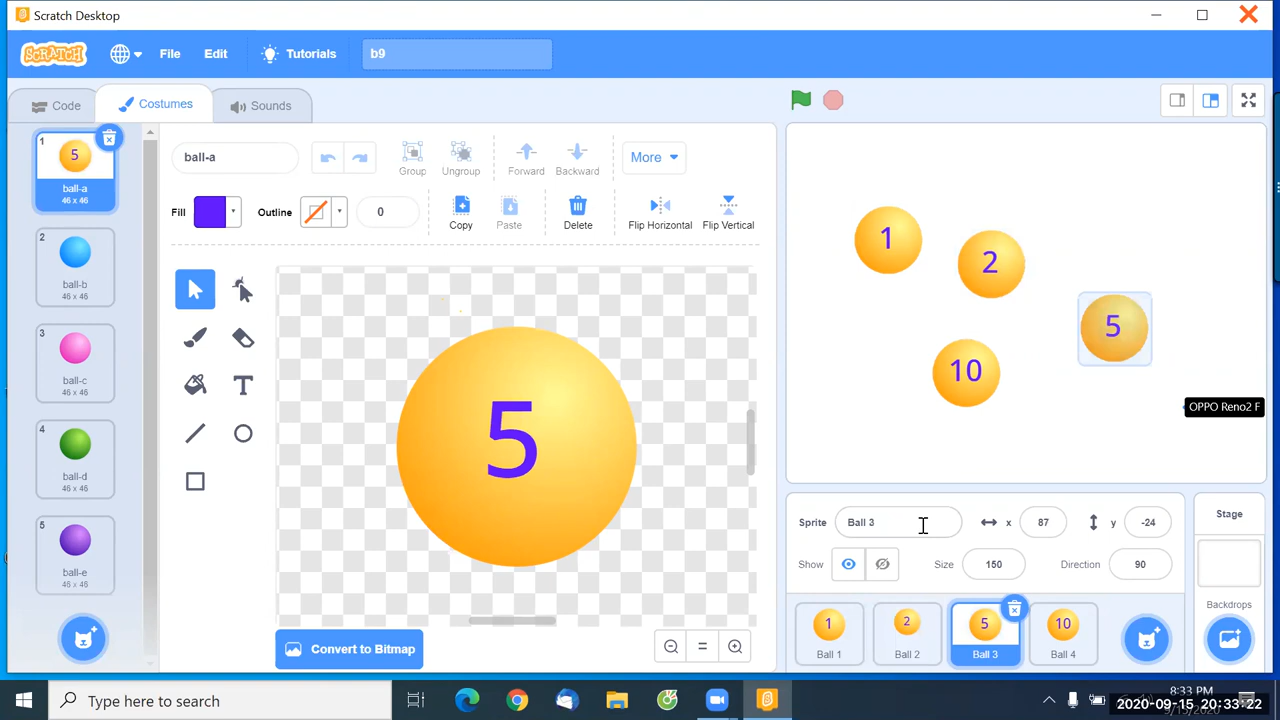 Scratch Desktop
SCRATCH
File
Edit
Tutorials
b9
Code
Costumes
Sounds
1
5
ball-a
46 x 46
2
ball-b
46 x 46
3
ball-c
46 x 46
4
ball-d
46 x 46
5
ball-e
46 x 46
ball-a
Group
Ungroup
Forward
Backward
More
Fill
Outline
0
Copy
Paste
Delete
Flip Horizontal
Flip Vertical
T
5
Convert to Bitmap
1
2
5
10
OPPO Reno2 F
Sprite
Ball 3
x
87
y
-24
Show
Size
150
Direction
90
1
Ball 1
2
Ball 2
5
Ball 3
10
Ball 4
Stage
Backdrops
Type here to search
8:33 PM
2020-09-15 20:33:22